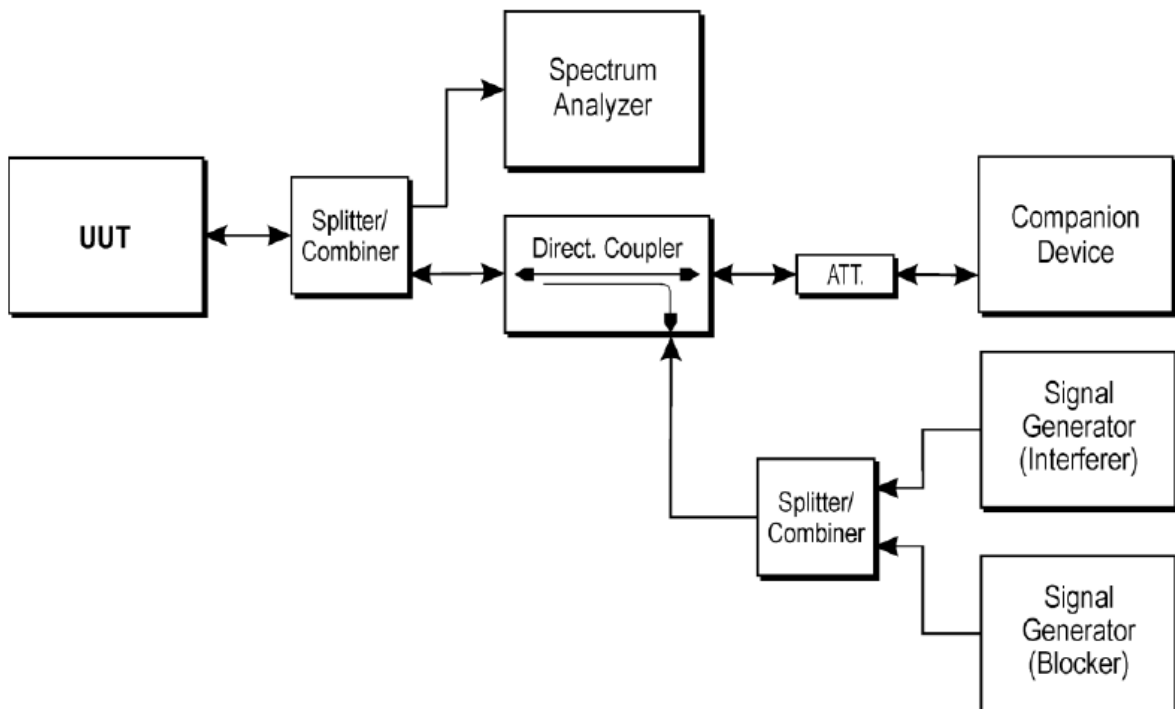 Spectrum
Analyzer
UUT
Splitter/
Combiner
Direct. Coupler
ATT.
Companion
Device
Signal
Generator
(Interferer)
Splitter/
Combiner
Signal
Generator
(Blocker)